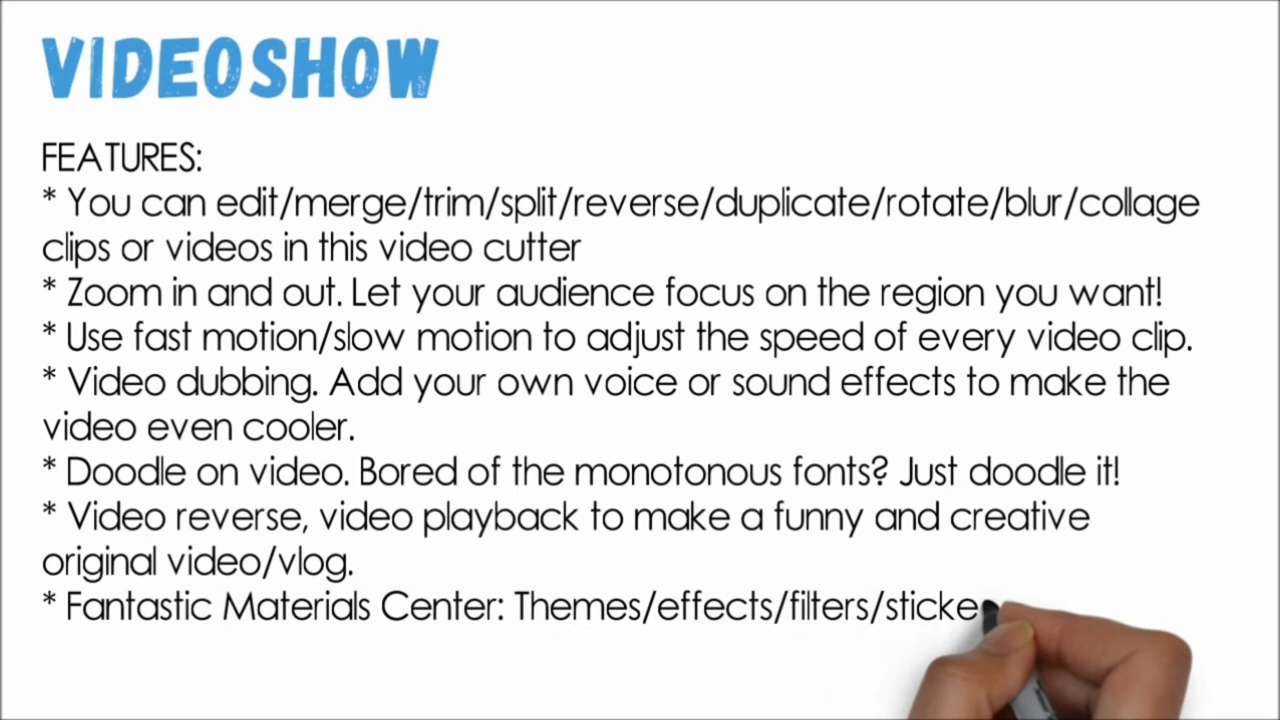 VIDEOSHOW
FEATURES:
* You can edit/merge/trim/split/reverse/duplicate/rotate/blur/collage
clips or videos in this video cutter
* Zoom in and out. Let your audience focus on the region you want!
* Use fast motion/slow motion to adjust the speed of every video clip.
* Video dubbing. Add your own voice or sound effects to make the
video even cooler.
* Doodle on video. Bored of the monotonous fonts? Just doodle it!
* Video reverse, video playback to make a funny and creative
original video/vlog.
* Fantastic Materials Center: Themes/effects/filters/sticke